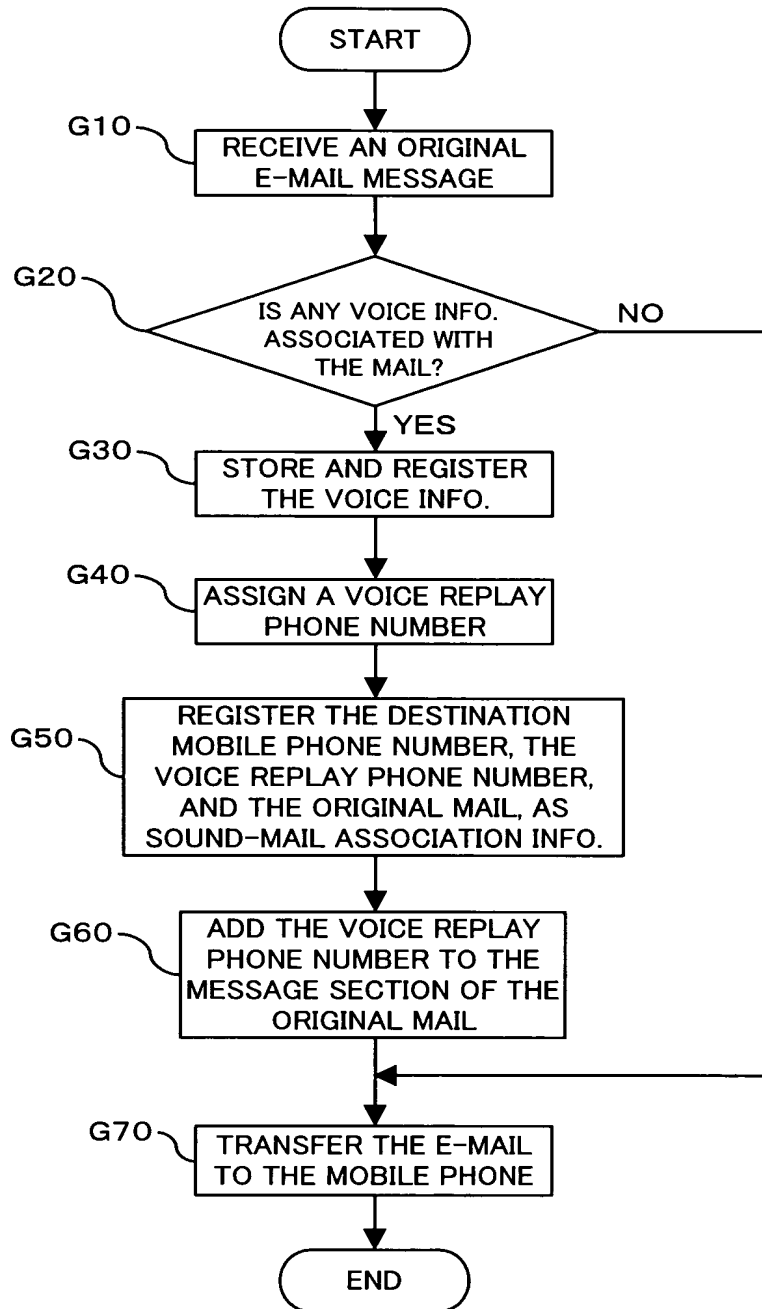 START
G10
RECEIVE AN ORIGINAL
E-MAIL MESSAGE
G20
IS ANY VOICE INFO.
ASSOCIATED WITH
THE MAIL?
NO
YES
G30
STORE AND REGISTER
THE VOICE INFO.
G40
ASSIGN A VOICE REPLAY
PHONE NUMBER
G50
REGISTER THE DESTINATION
MOBILE PHONE NUMBER, THE
VOICE REPLAY PHONE NUMBER,
AND THE ORIGINAL MAIL, AS
SOUND-MAIL ASSOCIATION INFO.
G60
ADD THE VOICE REPLAY
PHONE NUMBER TO THE
MESSAGE SECTION OF THE
ORIGINAL MAIL
G70
TRANSFER THE E-MAIL
TO THE MOBILE PHONE
END